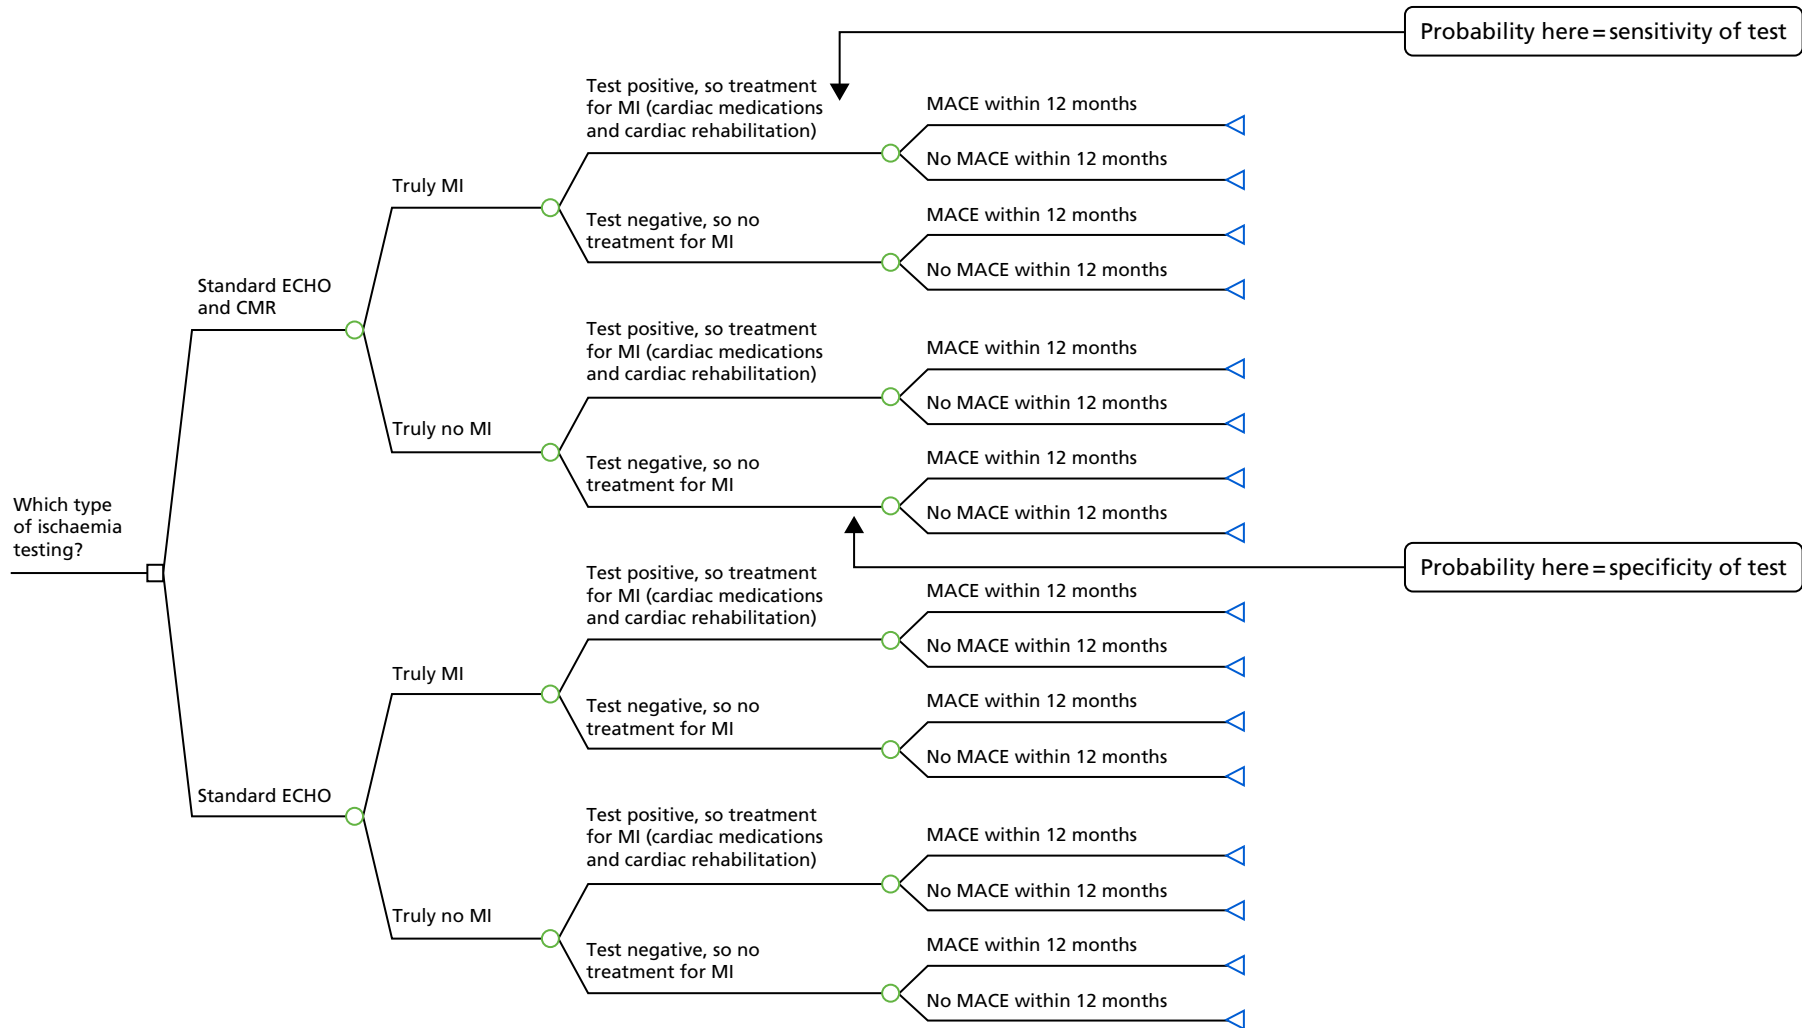 Probability here = sensitivity of test
Test positive, so treatment
for MI (cardiac medications
and cardiac rehabilitation)
MACE within 12 months
No MACE within 12 months
Truly MI
Test negative, so no
treatment for MI
MACE within 12 months
No MACE within 12 months
Standard ECHO
and CMR
Test positive, so treatment
for MI (cardiac medications
and cardiac rehabilitation)
MACE within 12 months
No MACE within 12 months
Truly no MI
Test negative, so no
treatment for MI
MACE within 12 months
No MACE within 12 months
Which type
of ischaemia
testing?
Probability here = specificity of test
Test positive, so treatment
for MI (cardiac medications
and cardiac rehabilitation)
MACE within 12 months
No MACE within 12 months
Truly MI
Test negative, so no
treatment for MI
MACE within 12 months
No MACE within 12 months
Standard ECHO
Test positive, so treatment
for MI (cardiac medications
and cardiac rehabilitation)
MACE within 12 months
No MACE within 12 months
Truly no MI
Test negative, so no
treatment for MI
MACE within 12 months
No MACE within 12 months